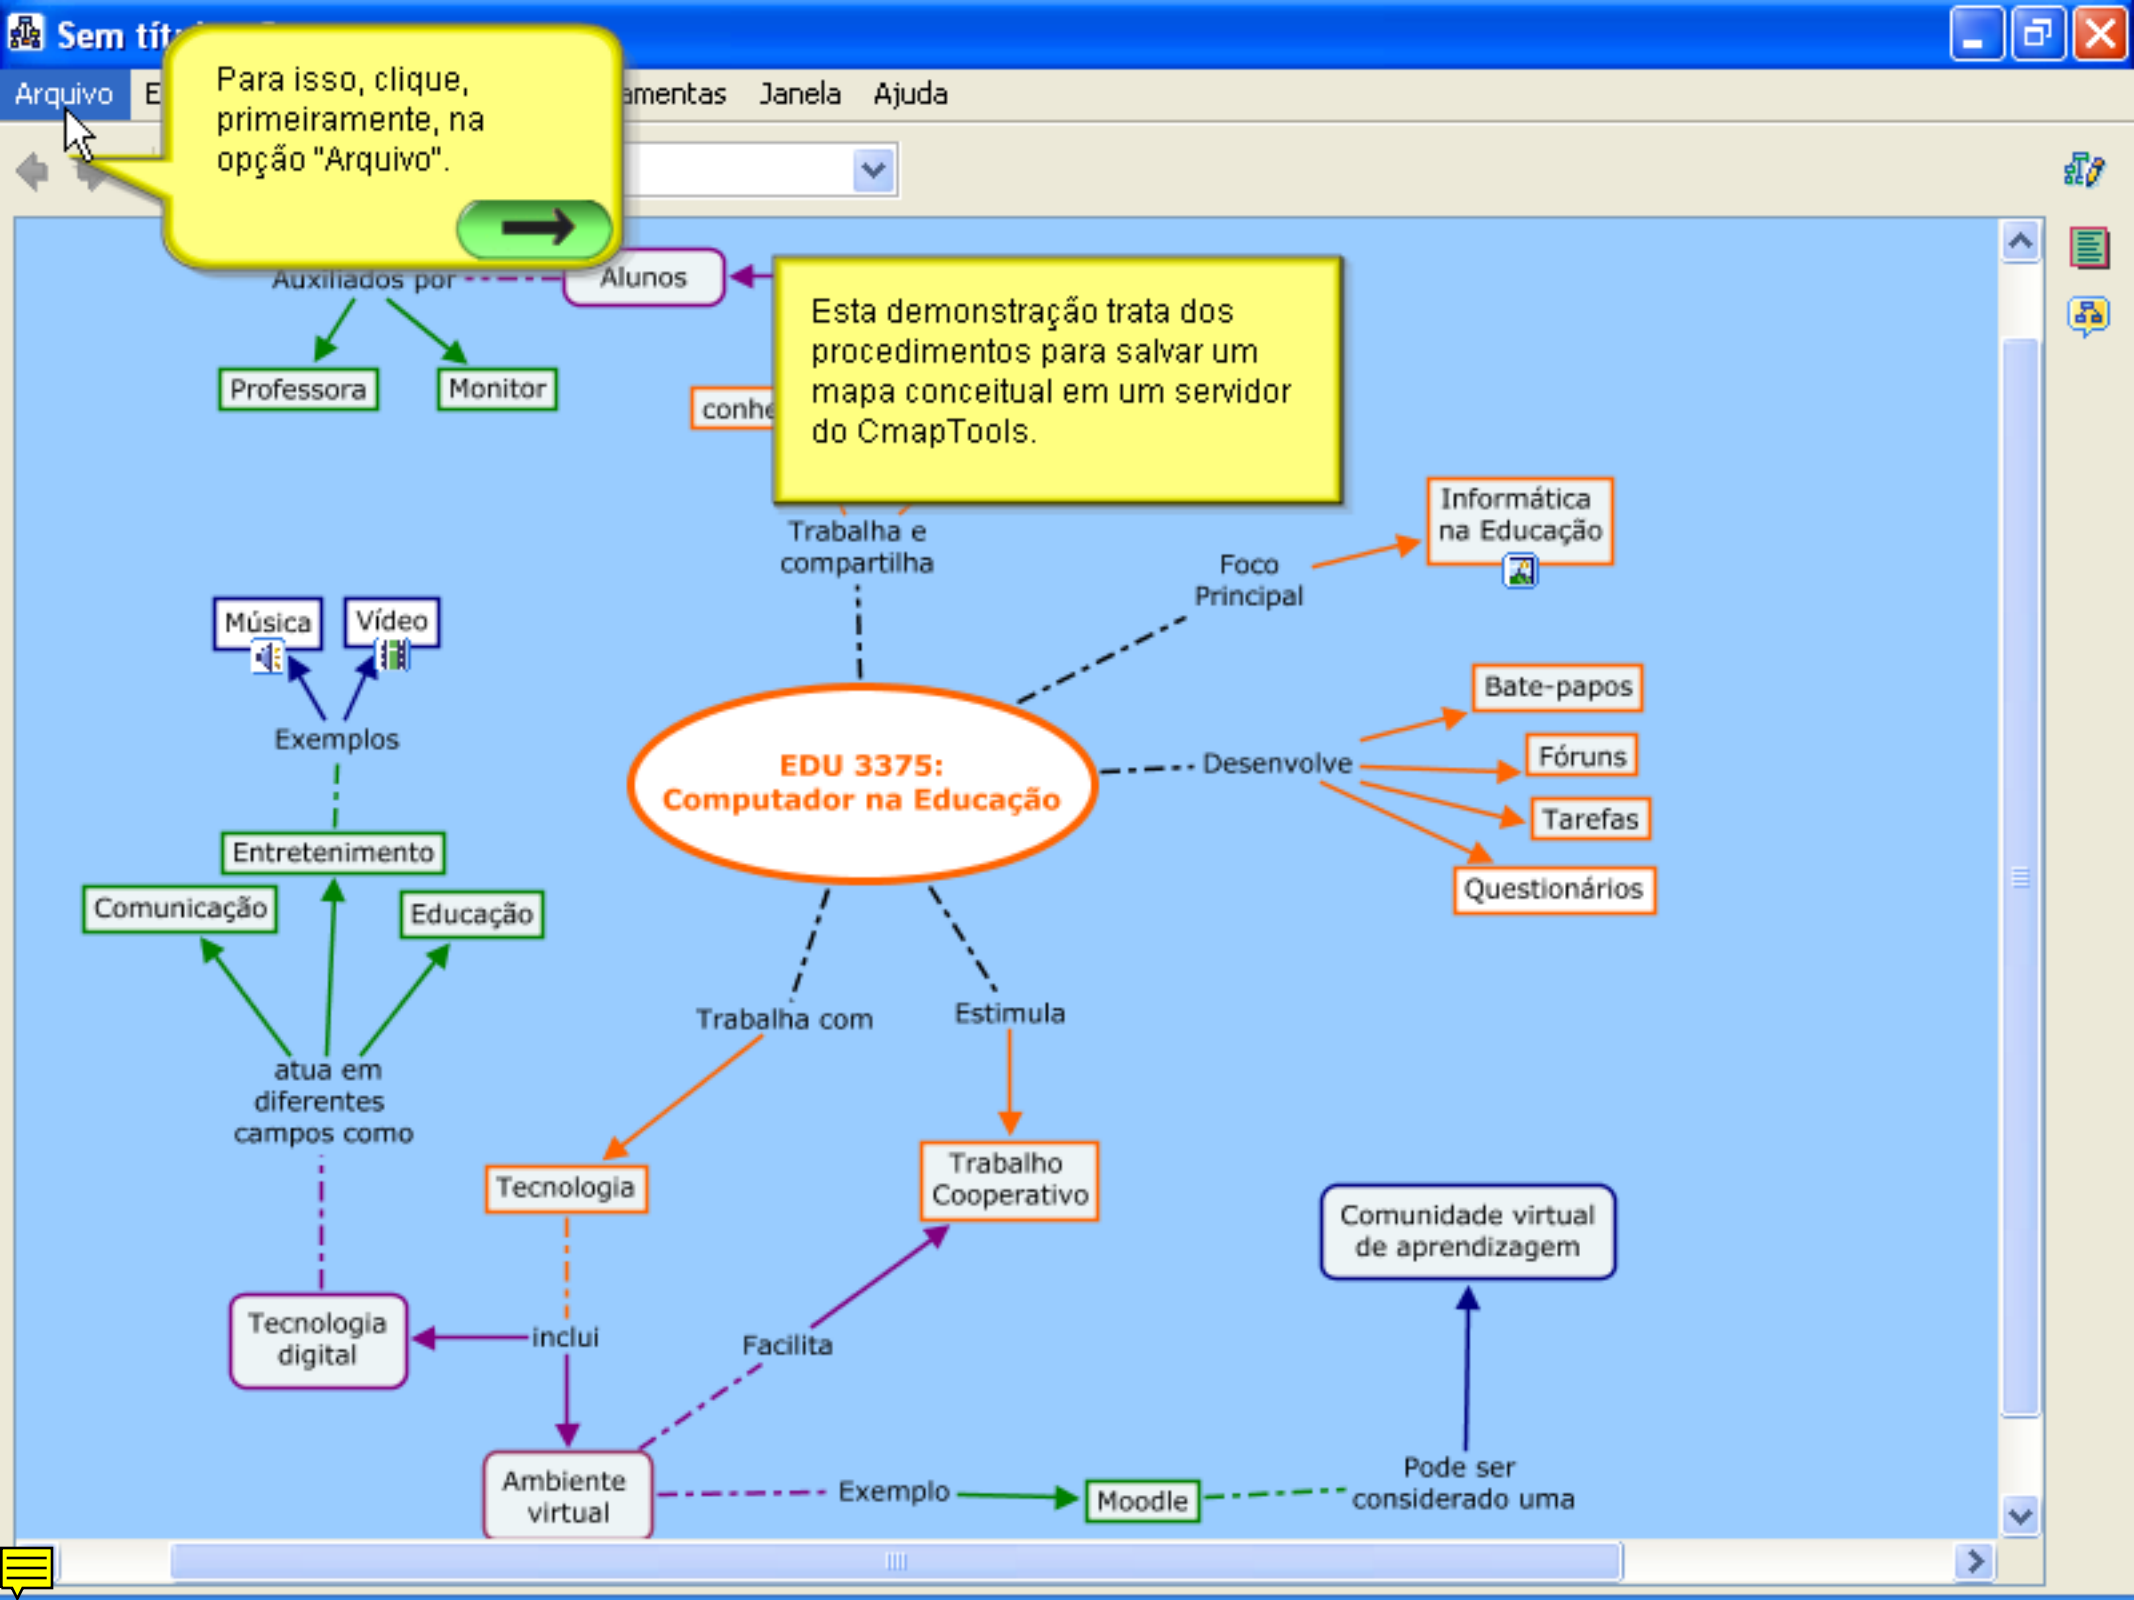 Sem
Para isso, clique,
primeiramente, na
opção "Arquivo".
Arquivo
Janela
Ajuda
Auxiliados por
Alunos
Esta demonstração trata dos
procedimentos para salvar um
mapa conceitual em um servidor
do CmapTools.
Professora
Monitor
Trabalha e
compartilha
Informática
na Educação
Foco
Principal
Música
Vídeo
Exemplos
Bate-papos
Desenvolve
Fóruns
Tarefas
Questionários
EDU 3375:
Computador na Educação
Entretenimento
Comunicação
Educação
Trabalha com
Estimula
atua em
diferentes
campos como
Tecnologia
Trabalho
Cooperativo
Comunidade virtual
de aprendizagem
Tecnologia
digital
inclui
Facilita
Ambiente
virtual
Exemplo
Moodle
Pode ser
considerado uma